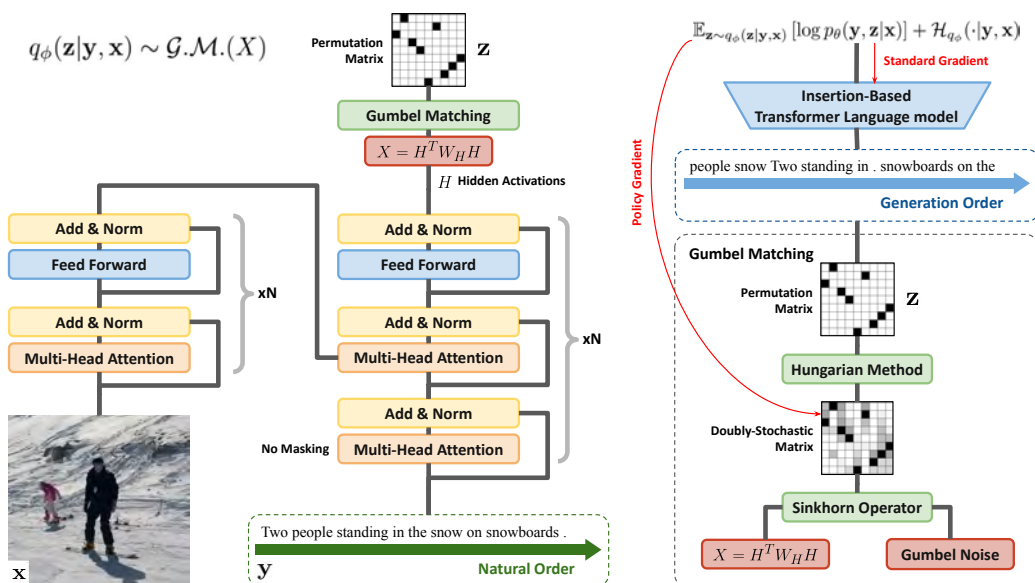 q_ϕ(z|y, x) ∼ G.M.(X)
Permutation
Matrix
z
Gumbel Matching
X = H^T W_H H
H Hidden Activations
Add & Norm
Feed Forward
Add & Norm
Multi-Head Attention
xN
x
Add & Norm
Feed Forward
Add & Norm
Multi-Head Attention
Add & Norm
No Masking
Multi-Head Attention
xN
Two people standing in the snow on snowboards .
Natural Order
y
E_{z∼q_ϕ(z|y,x)} [log p_θ(y, z|x)] + H_{q_ϕ}(·|y, x)
Standard Gradient
Policy Gradient
Insertion-Based
Transformer Language model
people snow Two standing in . snowboards on the
Generation Order
Gumbel Matching
Permutation
Matrix
z
Hungarian Method
Doubly-Stochastic
Matrix
Sinkhorn Operator
X = H^T W_H H
Gumbel Noise